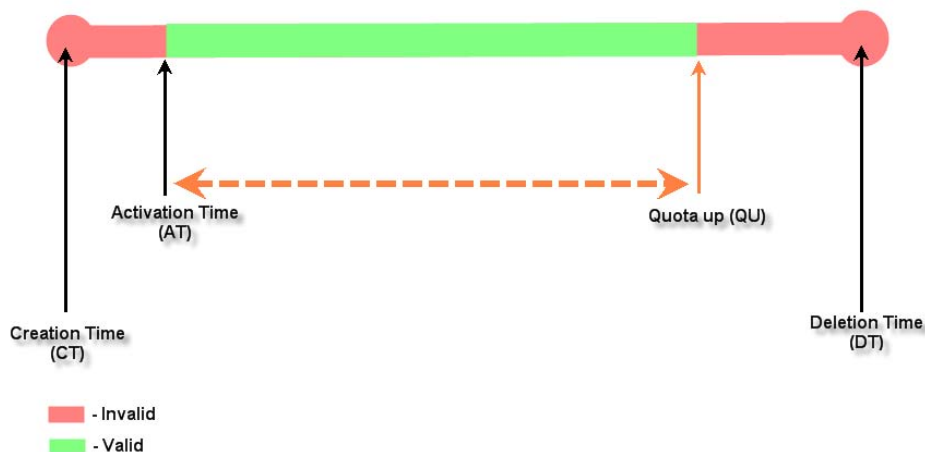 Activation Time
(AT)
Quota up (QU)
Creation Time
(CT)
Deletion Time
(DT)
- Invalid
- Valid